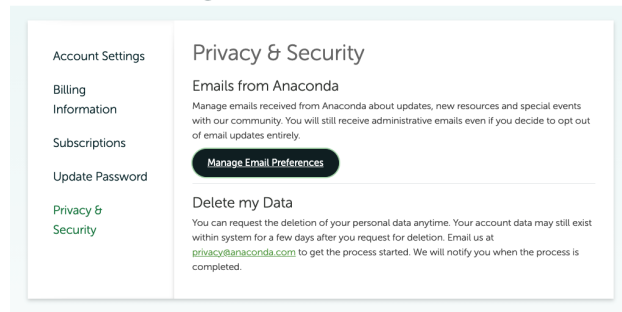 Account Settings
Billing
Information
Subscriptions
Update Password
Privacy &
Security
Privacy & Security
Emails from Anaconda
Manage emails received from Anaconda about updates, new resources and special events
with our community. You will still receive administrative emails even if you decide to opt out
of email updates entirely.
Manage Email Preferences
Delete my Data
You can request the deletion of your personal data anytime. Your account data may still exist
within system for a few days after you request for deletion. Email us at
privacy@anaconda.com to get the process started. We will notify you when the process is
completed.